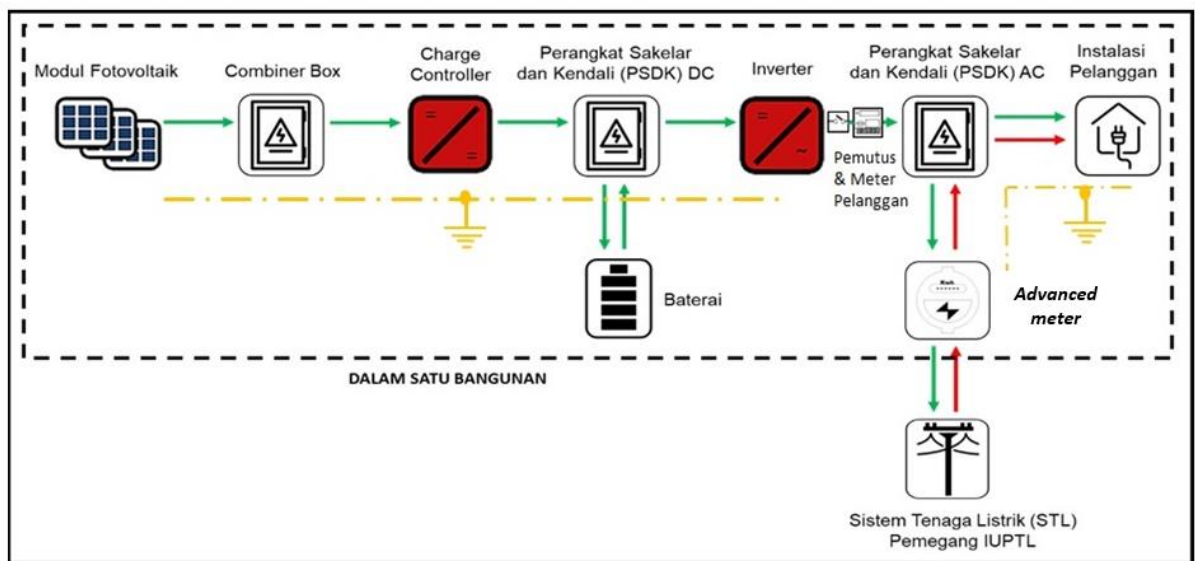 Modul Fotovoltaik
Combiner Box
Charge
Controller
Perangkat Sakelar
dan Kendali (PSDK) DC
Inverter
Perangkat Sakelar
dan Kendali (PSDK) AC
Instalasi
Pelanggan
Pemutus
& Meter
Pelanggan
Baterai
Advanced
meter
DALAM SATU BANGUNAN
Sistem Tenaga Listrik (STL)
Pemegang IUPTL